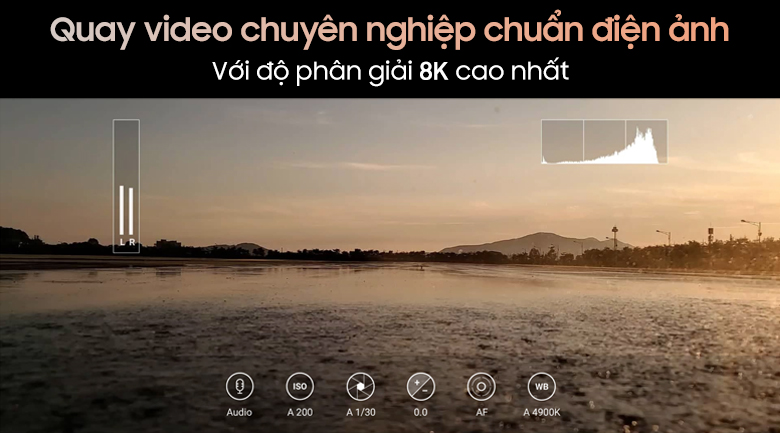 Quay video chuyên nghiệp chuẩn điện ảnh
Với độ phân giải 8K cao nhất
L R
ISO
WB
Audio
A 200
A 1/30
0.0
AF
A 4900K